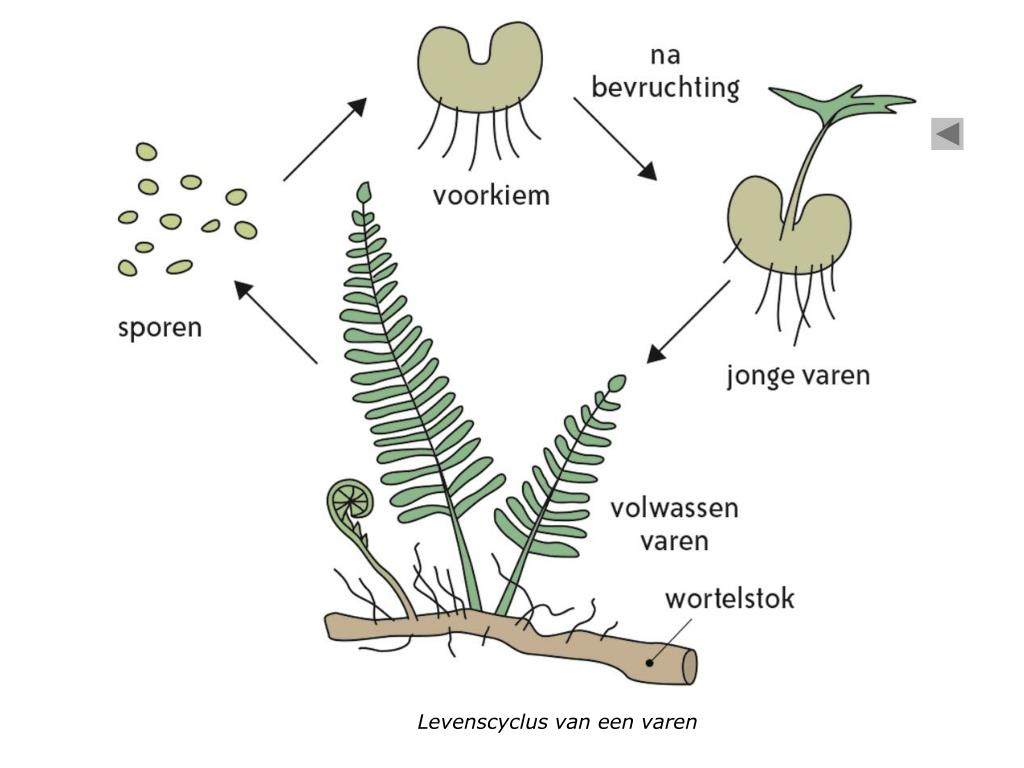 na
bevruchting
voorkiem
sporen
jonge varen
volwassen
varen
wortelstok
Levenscyclus van een varen